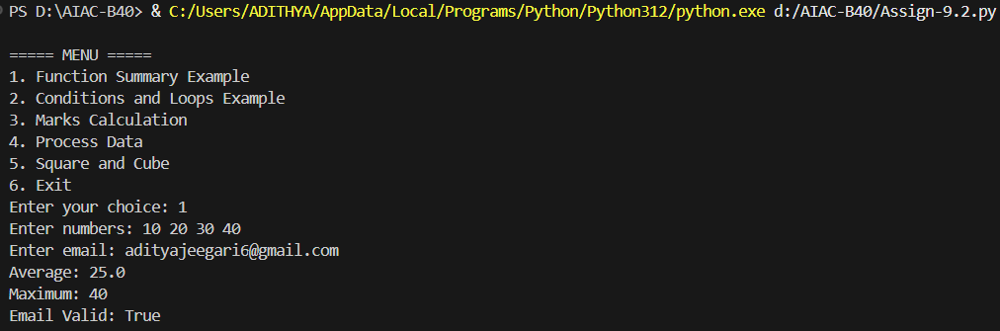 PS D:\AIAC-B40> & C:/Users/ADITHYA/AppData/Local/Programs/Python/Python312/python.exe d:/AIAC-B40/Assign-9.2.py
===== MENU =====
1. Function Summary Example
2. Conditions and Loops Example
3. Marks Calculation
4. Process Data
5. Square and Cube
6. Exit
Enter your choice: 1
Enter numbers: 10 20 30 40
Enter email: adityajeegari6@gmail.com
Average: 25.0
Maximum: 40
Email Valid: True